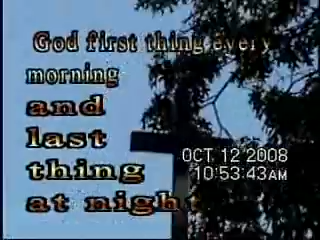 God first thing every
morning
and
last
thing
at night
OCT 12 2008
10:53:43AM